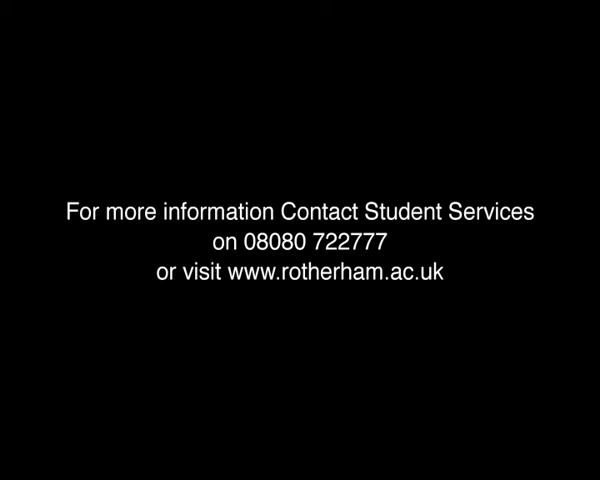 For more information Contact Student Services
on 08080 722777
or visit www.rotherham.ac.uk